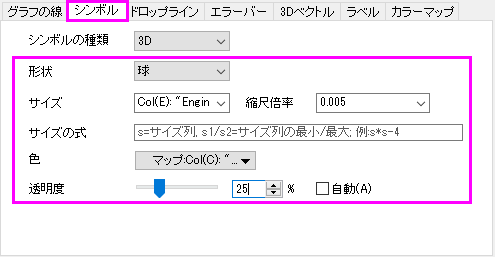 グラフの線 シンボル ドロップライン エラーバー 3Dベクトル ラベル カラーマップ
シンボルの種類 3D
形状 球
サイズ Col(E): "Engin 縮尺倍率 0.005
サイズの式 s=サイズ列, s1/s2=サイズ列の最小/最大; 例:s*s-4
色 マップ:Col(C): "...
透明度 25 % 自動(A)